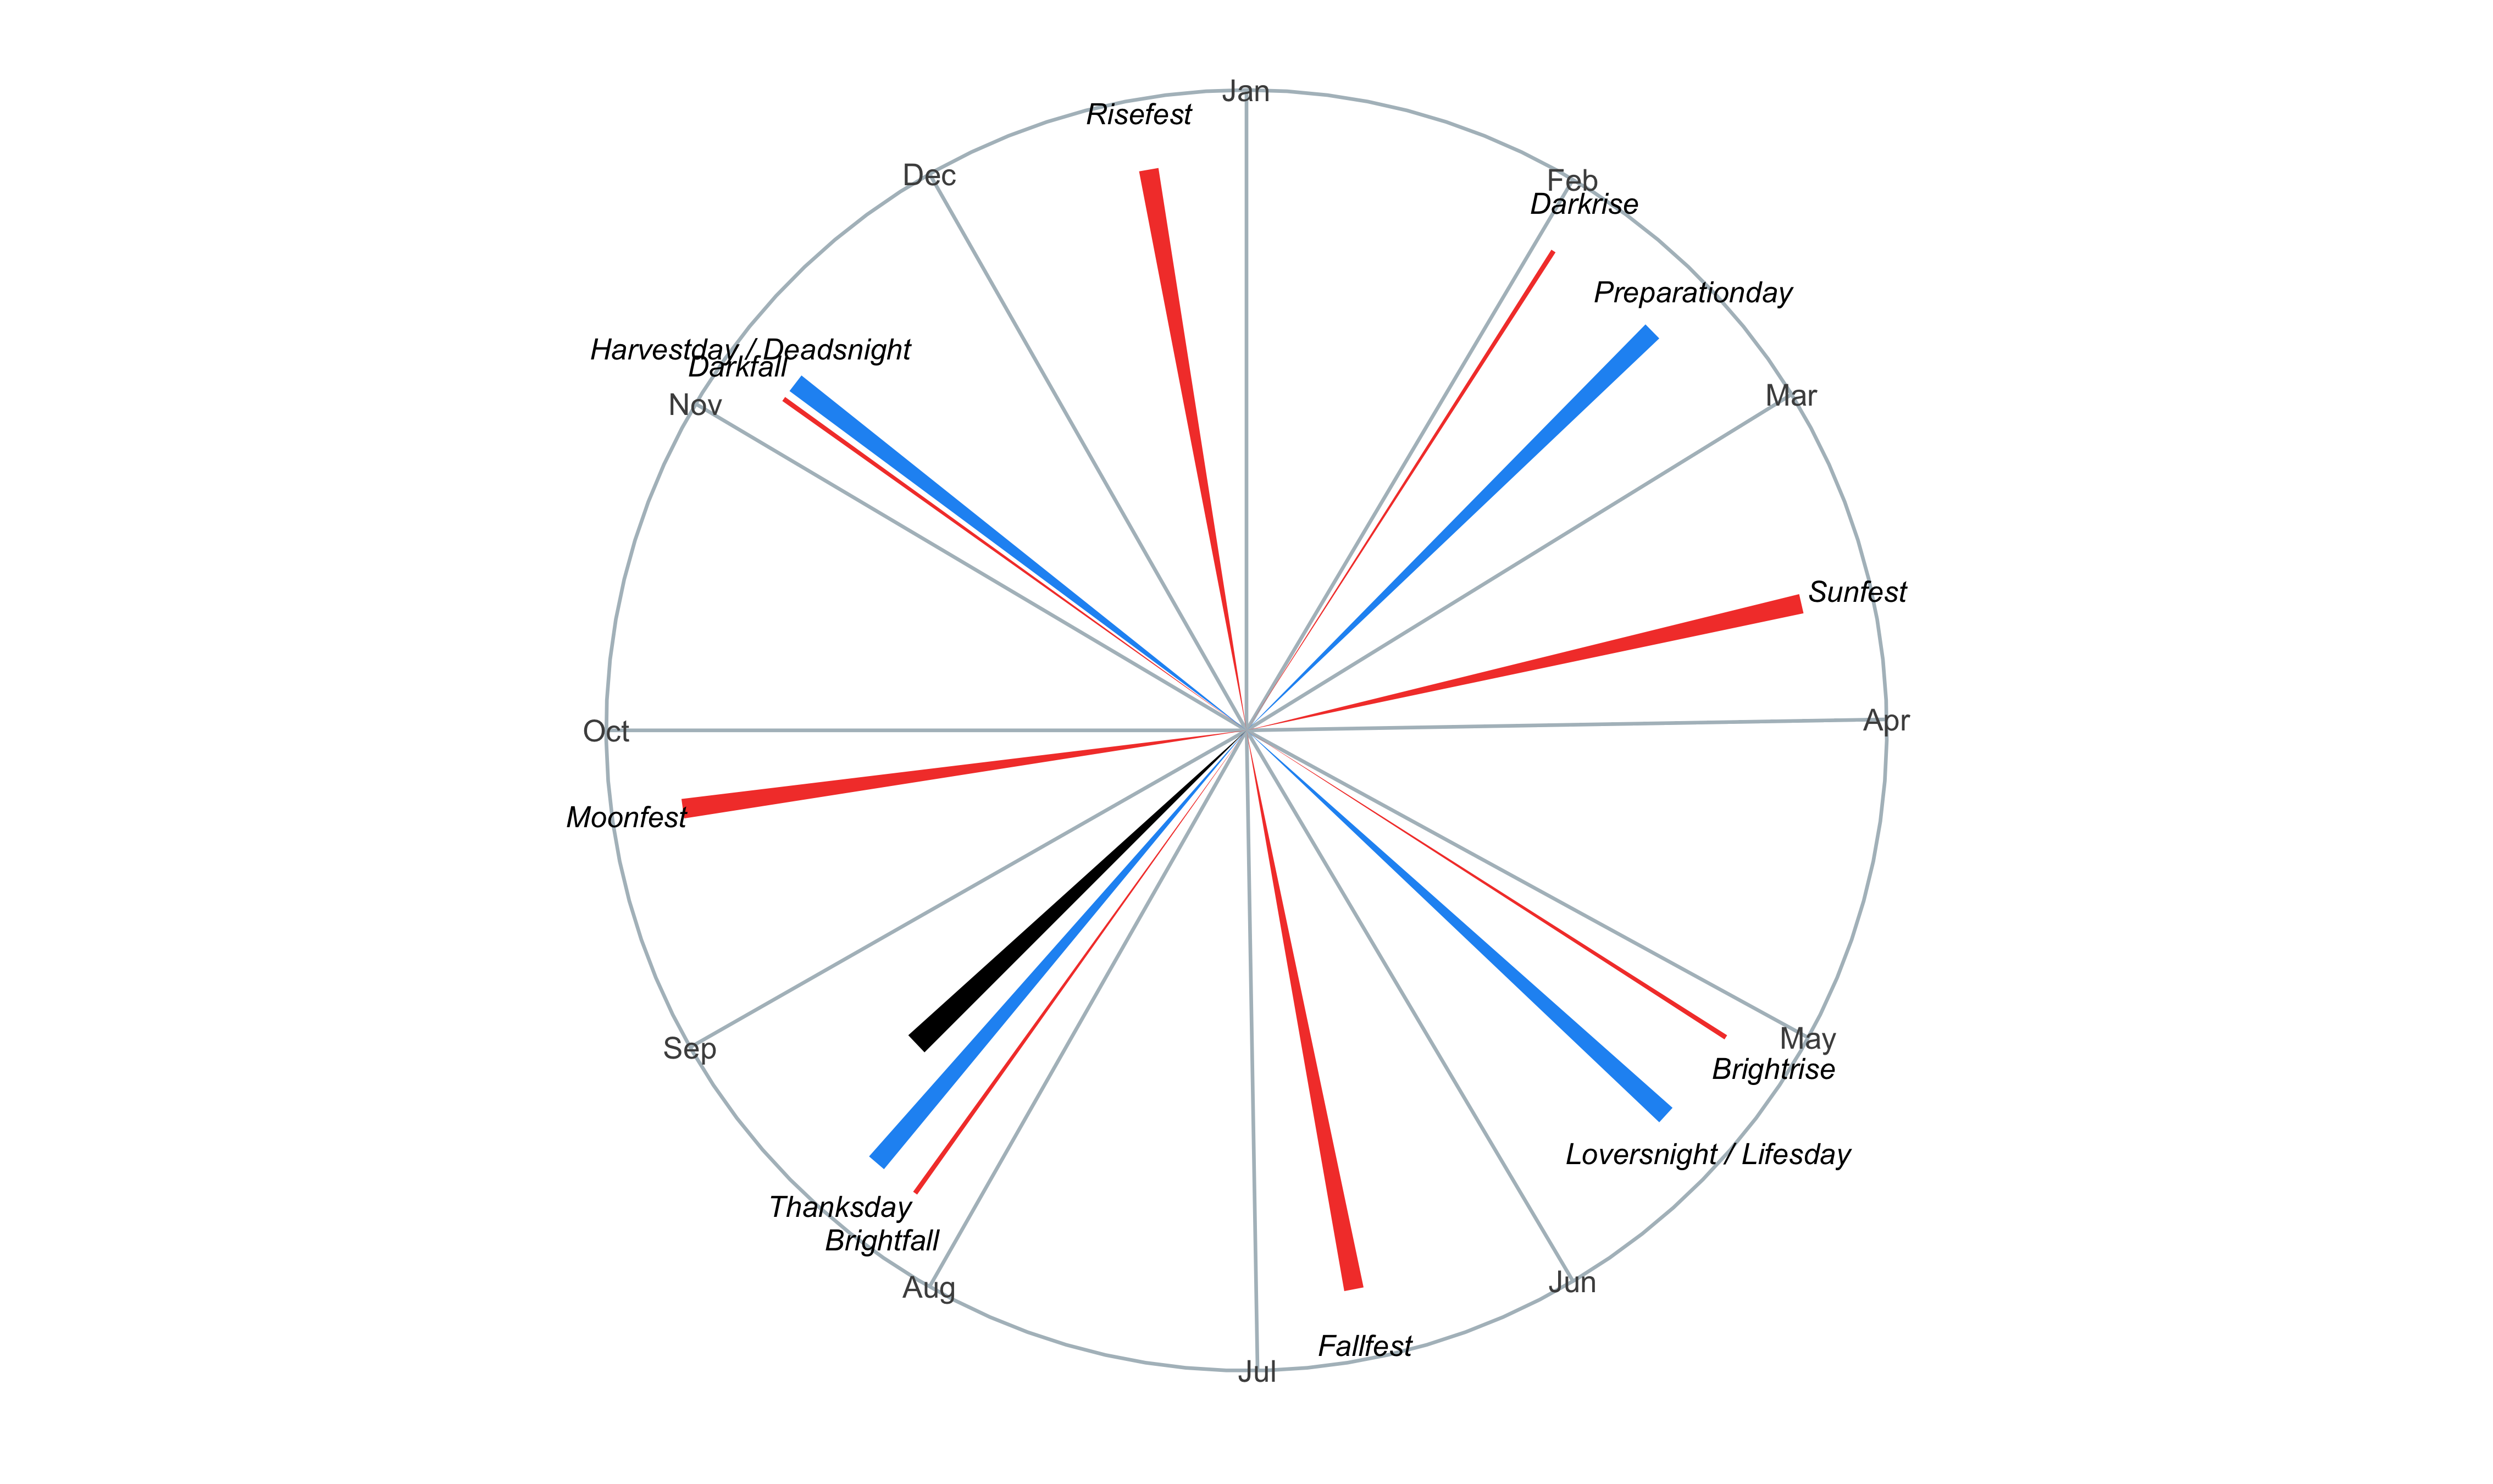 Jan
Risefest
Dec
Feb
Darkrise
Preparationday
Harvestday / Deadsnight
Darkfall
Nov
Mar
Sunfest
Oct
Apr
Moonfest
Sep
May
Brightrise
Loversnight / Lifesday
Thanksday
Brightfall
Aug
Jun
Fallfest
Jul